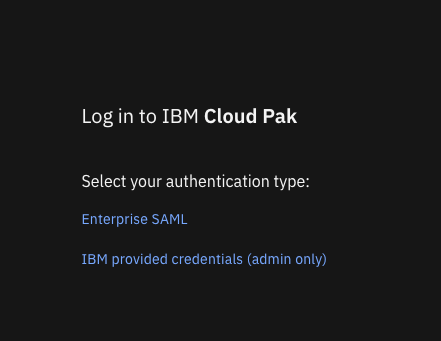 Log in to IBM Cloud Pak
Select your authentication type:
Enterprise SAML
IBM provided credentials (admin only)